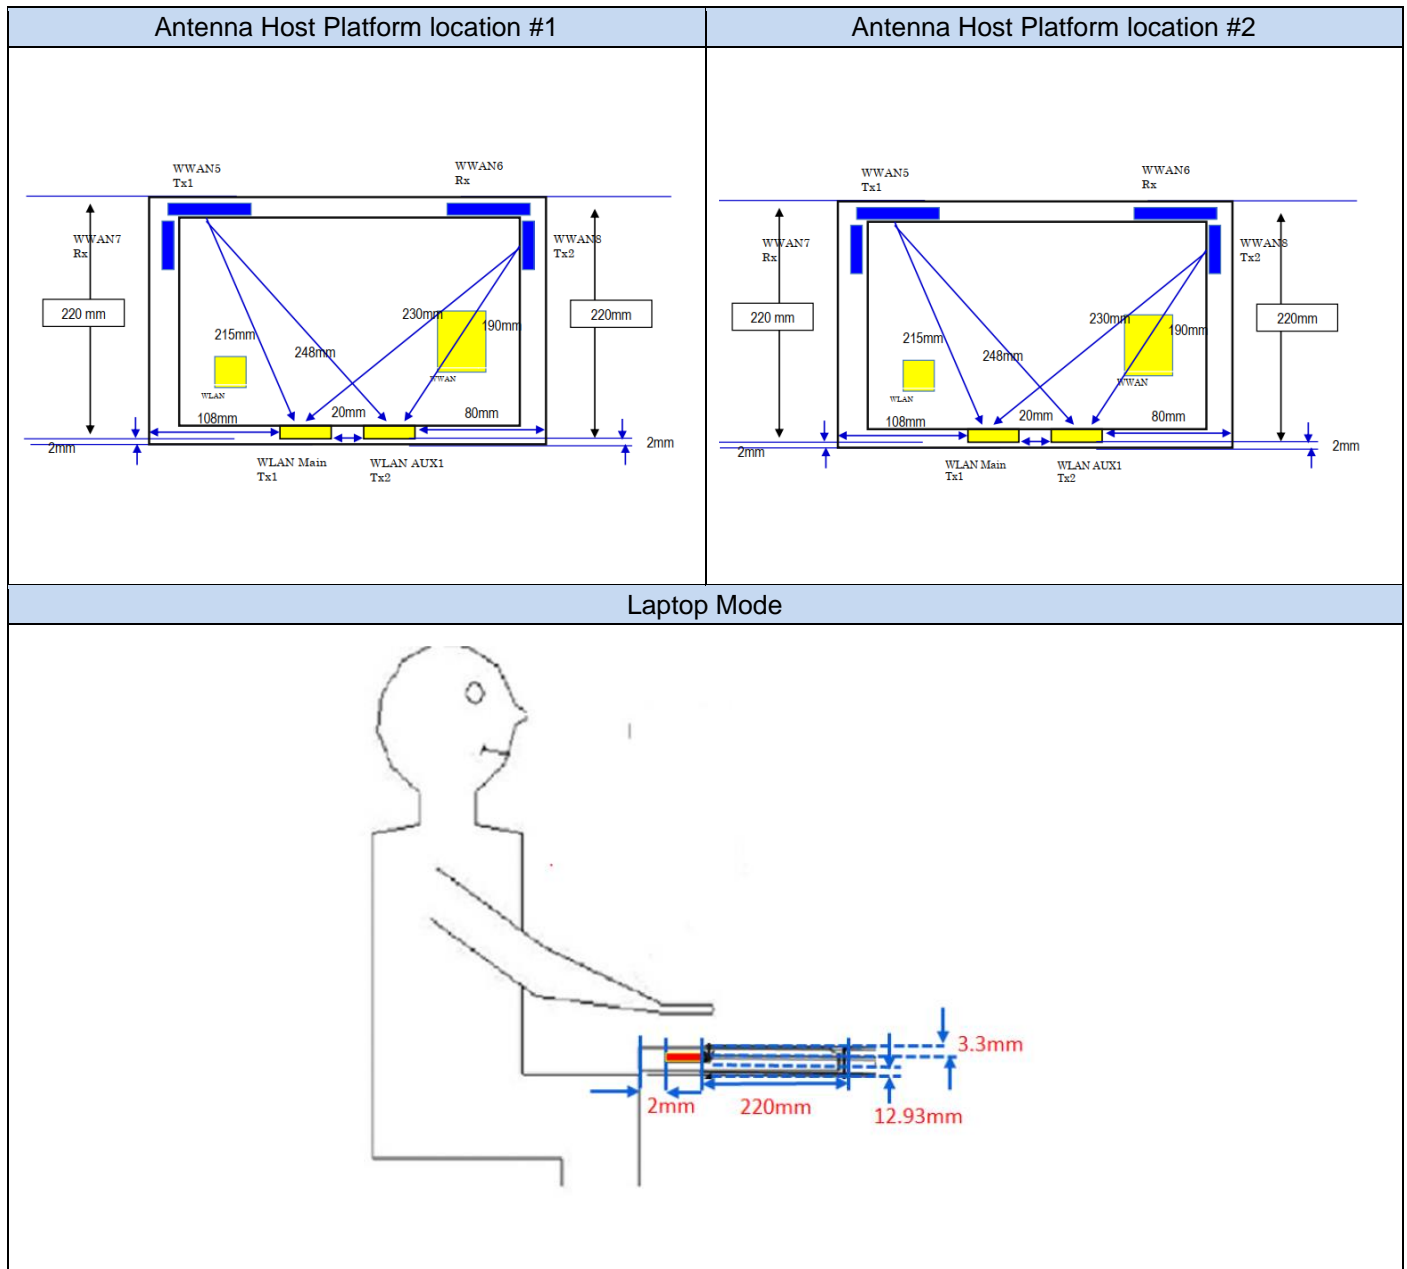 Antenna Host Platform location #1
Antenna Host Platform location #2
WWAN5
Tx1
WWAN6
Rx
WWAN7
Rx
WWAN8
Tx2
220 mm
220mm
215mm
248mm
230mm
190mm
WLAN
WWAN
108mm
20mm
80mm
2mm
2mm
WLAN Main
Tx1
WLAN AUX1
Tx2
WWAN5
Tx1
WWAN6
Rx
WWAN7
Rx
WWAN8
Tx2
220 mm
220mm
215mm
248mm
230mm
190mm
WLAN
WWAN
108mm
20mm
80mm
2mm
2mm
WLAN Main
Tx1
WLAN AUX1
Tx2
Laptop Mode
3.3mm
2mm
220mm
12.93mm